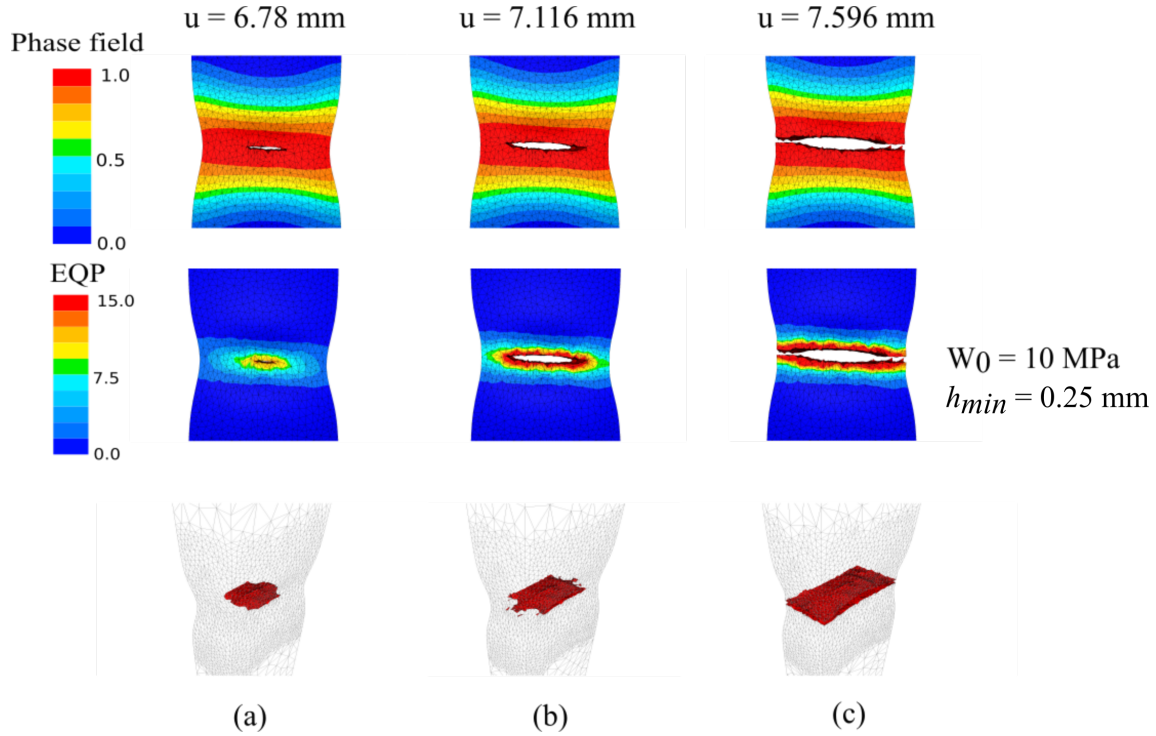 u = 6.78 mm
u = 7.116 mm
u = 7.596 mm
Phase field
1.0
0.5
0.0
EQP
15.0
7.5
0.0
W0 = 10 MPa
hmin = 0.25 mm
(a)
(b)
(c)